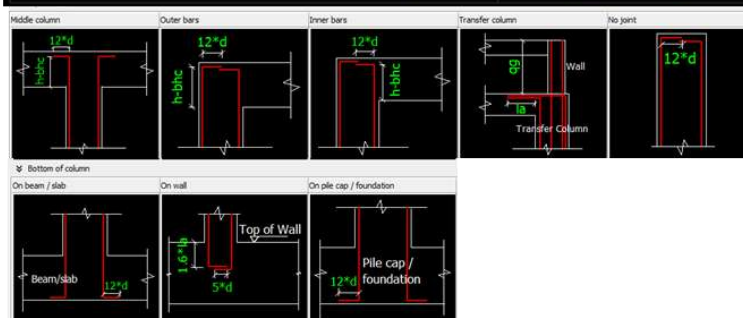 Middle column
Outer bars
Inner bars
Transfer column
No joint
12*d
h-bhc
12*d
h-bhc
12*d
h-bhc
qg
Wall
la
Transfer Column
12*d
Bottom of column
On beam / slab
On wall
On pile cap / foundation
Beam/slab
12*d
1.6*la
Top of Wall
5*d
12*d
Pile cap /
foundation